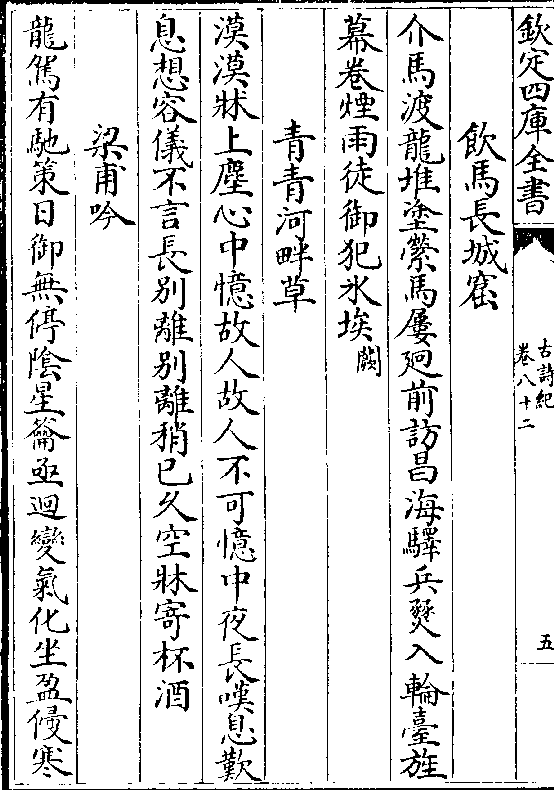 欽定四庫全書
古詩紀
卷八十二
五
飲馬長城窟
介馬渡龍堆塗縈馬屢廻前訪昌海驛兵燹入輪臺旌
幕卷煙雨徒御犯氷埃闕
青青河畔草
漠漠牀上塵心中憶故人故人不可憶中夜長嘆息歎
息想容儀不言長別離別離稍已久空牀寄杯酒
梁甫吟
龍駕有馳策日御無停陰星籥亟迴變氣化坐盈侵寒